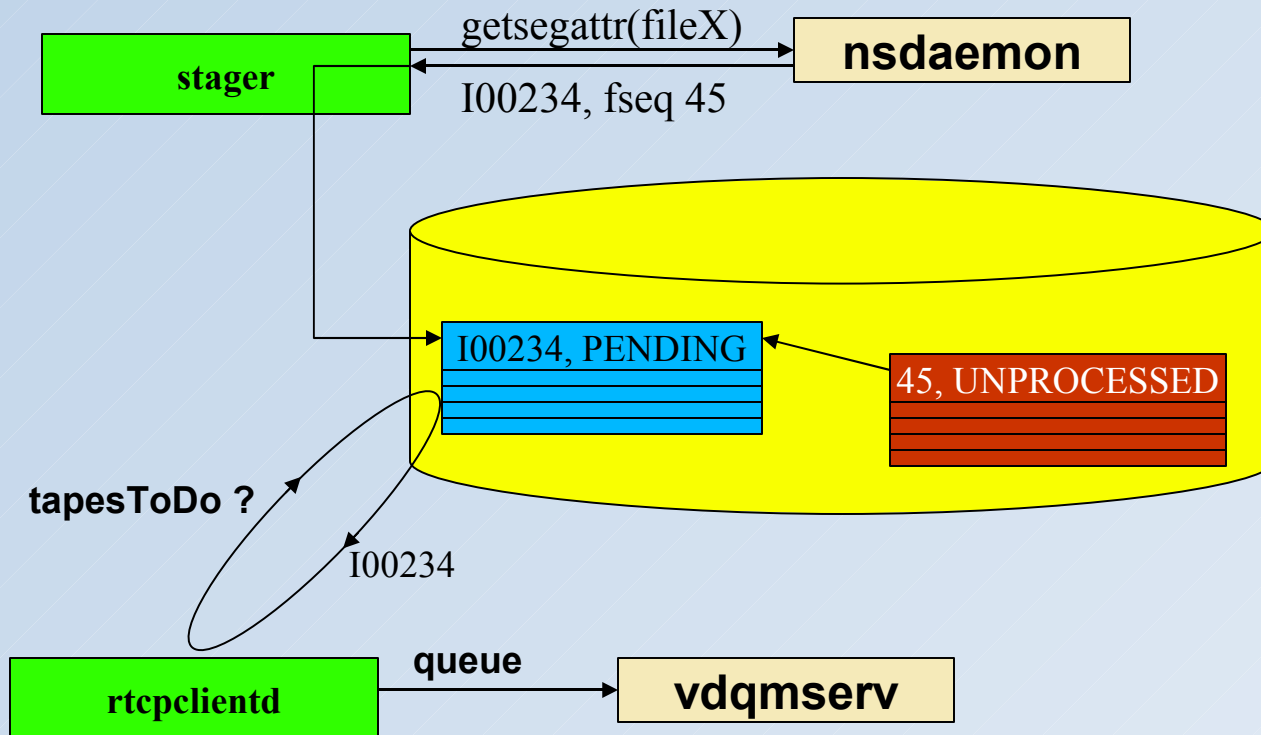 getsegattr(fileX)
stager
nsdaemon
I00234, fseq 45
I00234, PENDING
45, UNPROCESSED
tapesToDo ?
I00234
queue
rtcpclientd
vdqmserv